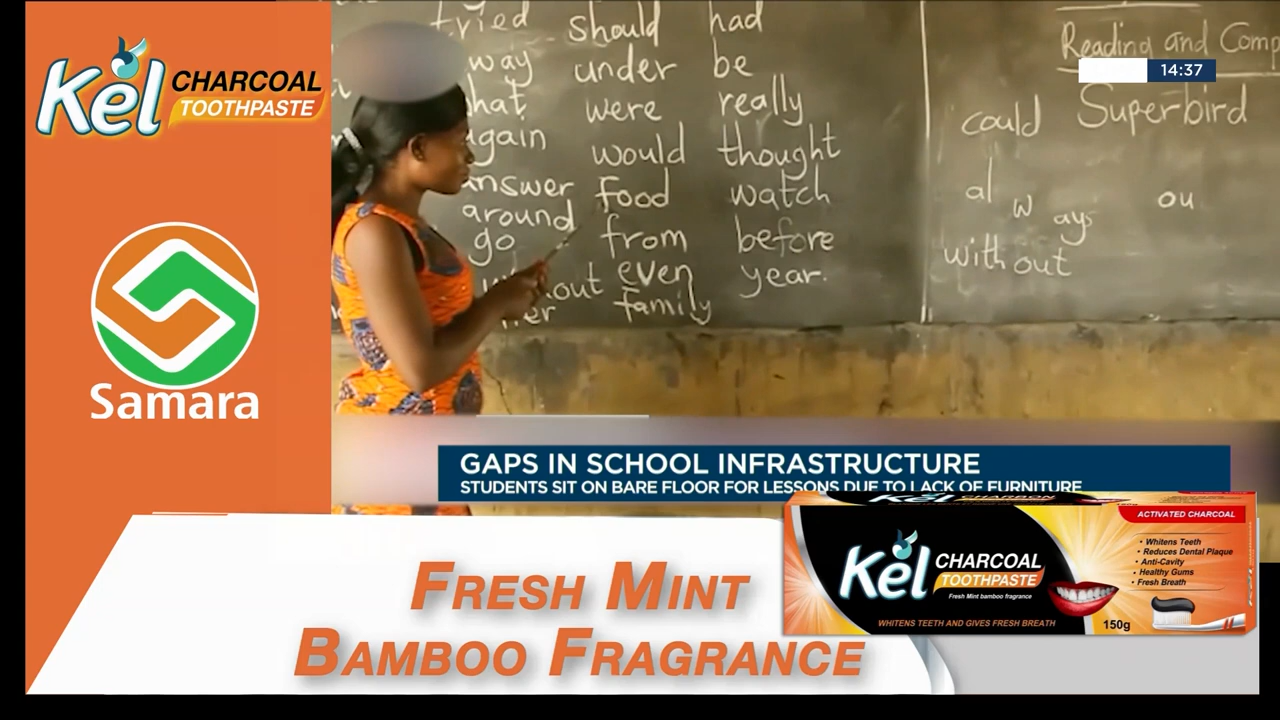 Kel CHARCOAL
TOOTHPASTE
Samara
tried should had
way under be
were really
again would thought
answer food watch
around from before
go even year.
family
Reading and Comp
14:37
could Superbird
al w ays ou
without
GAPS IN SCHOOL INFRASTRUCTURE
STUDENTS SIT ON BARE FLOOR FOR LESSONS DUE TO LACK OF FURNITURE
FRESH MINT
BAMBOO FRAGRANCE
ACTIVATED CHARCOAL
Kel CHARCOAL
TOOTHPASTE
Fresh Mint bamboo fragrance
• Whitens Teeth
• Reduces Dental Plaque
• Anti-Cavity
• Healthy Gums
• Fresh Breath
WHITENS TEETH AND GIVES FRESH BREATH
150g